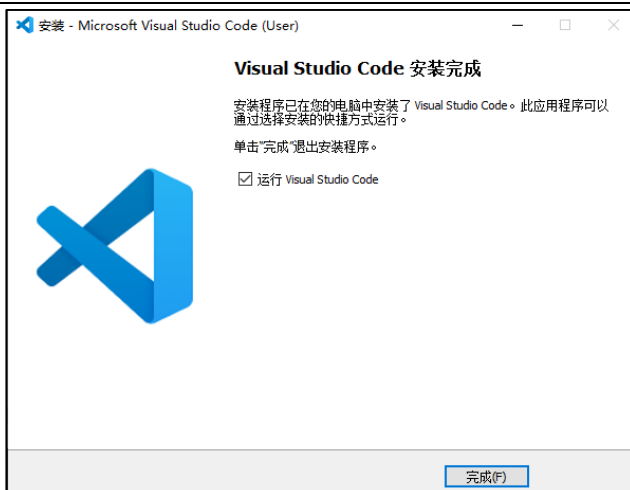 安装 - Microsoft Visual Studio Code (User)
Visual Studio Code 安装完成
安装程序已在您的电脑中安装了 Visual Studio Code。此应用程序可以
通过选择安装的快捷方式运行。
单击"完成"退出安装程序。
运行 Visual Studio Code
完成(F)